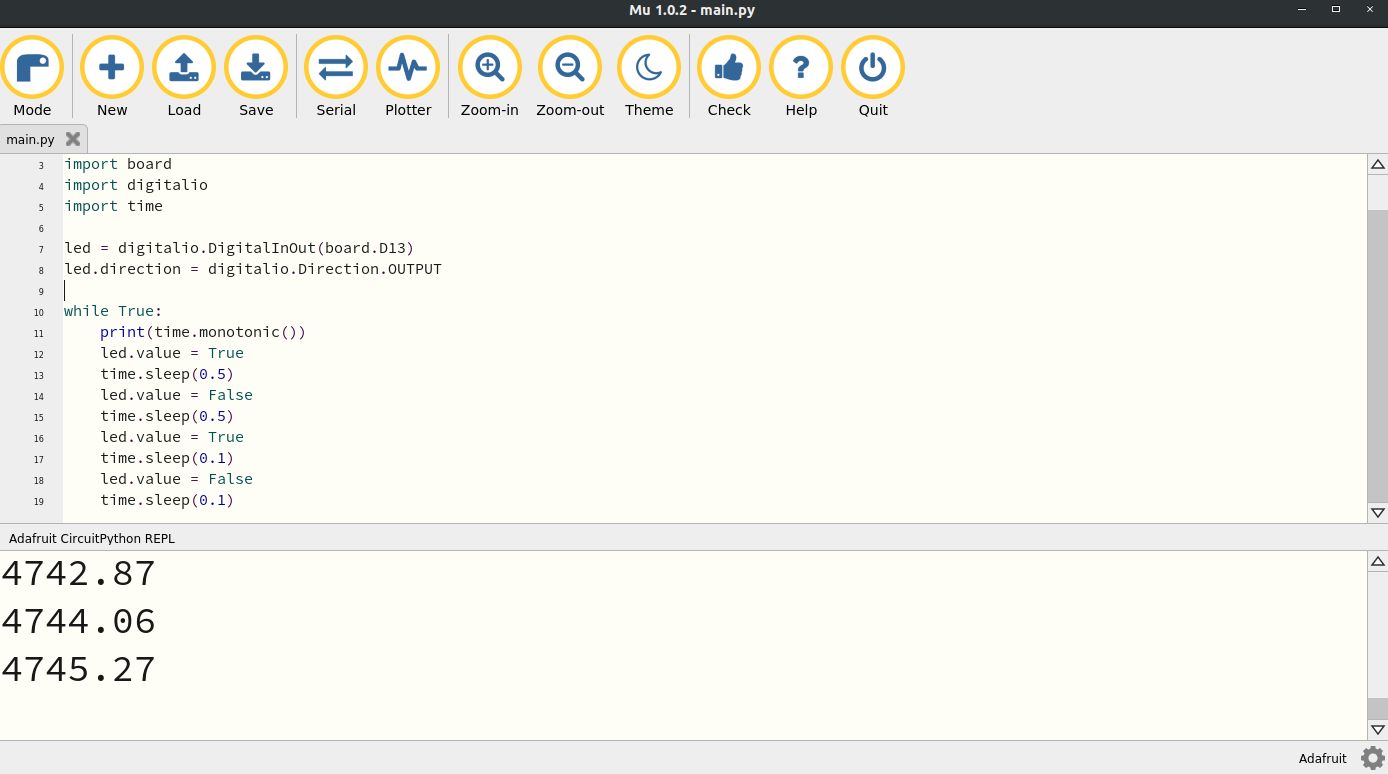 Mu 1.0.2 - main.py
Mode New Load Save Serial Plotter Zoom-in Zoom-out Theme Check Help Quit
main.py
3 import board
4 import digitalio
5 import time
6
7 led = digitalio.DigitalInOut(board.D13)
8 led.direction = digitalio.Direction.OUTPUT
9
10 while True:
11     print(time.monotonic())
12     led.value = True
13     time.sleep(0.5)
14     led.value = False
15     time.sleep(0.5)
16     led.value = True
17     time.sleep(0.1)
18     led.value = False
19     time.sleep(0.1)
Adafruit CircuitPython REPL
4742.87
4744.06
4745.27
Adafruit